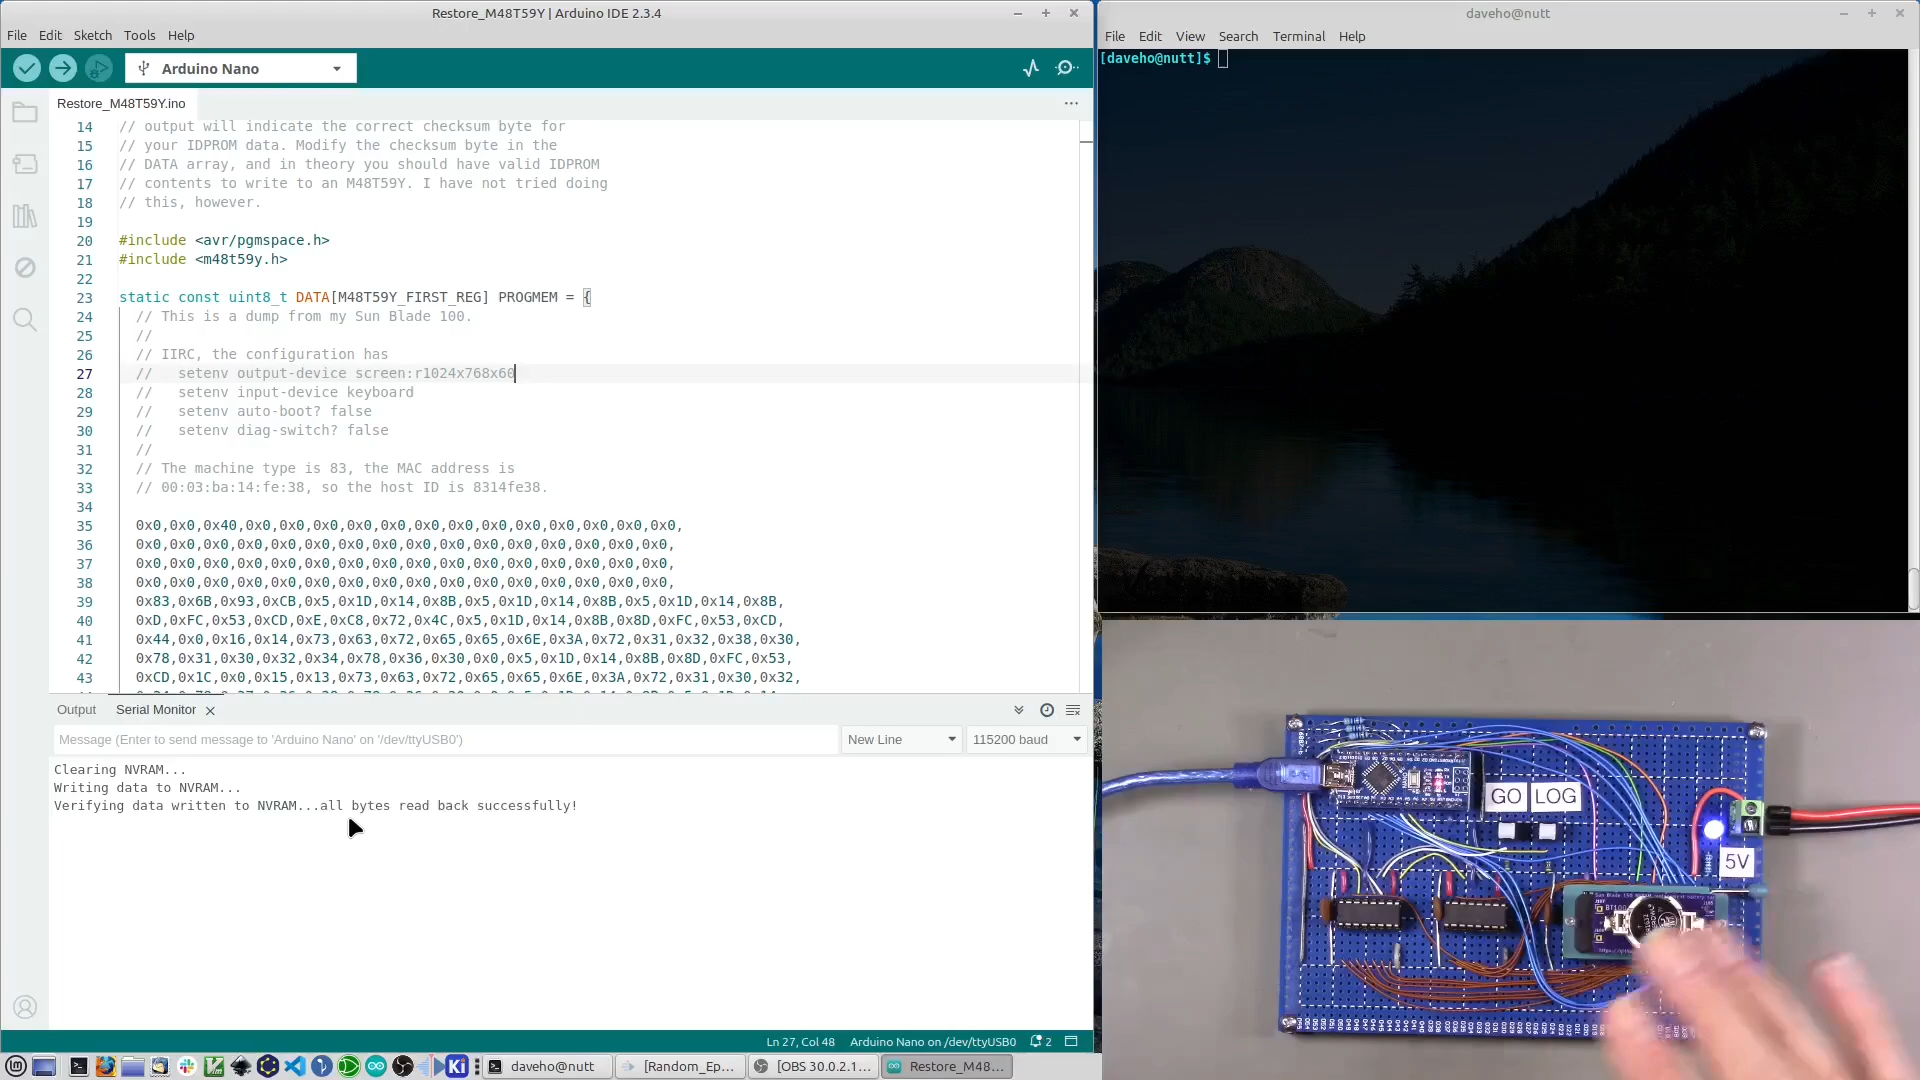 Restore_M48T59Y | Arduino IDE 2.3.4
File Edit Sketch Tools Help
Arduino Nano
Restore_M48T59Y.ino
14 // output will indicate the correct checksum byte for
15 // your IDPROM data. Modify the checksum byte in the
16 // DATA array, and in theory you should have valid IDPROM
17 // contents to write to an M48T59Y. I have not tried doing
18 // this, however.
19
20 #include <avr/pgmspace.h>
21 #include <m48t59y.h>
22
23 static const uint8_t DATA[M48T59Y_FIRST_REG] PROGMEM = {
24 // This is a dump from my Sun Blade 100.
25 //
26 // IIRC, the configuration has
27 //   setenv output-device screen:r1024x768x60
28 //   setenv input-device keyboard
29 //   setenv auto-boot? false
30 //   setenv diag-switch? false
31 //
32 // The machine type is 83, the MAC address is
33 // 00:03:ba:14:fe:38, so the host ID is 8314fe38.
34
35 0x0,0x0,0x40,0x0,0x0,0x0,0x0,0x0,0x0,0x0,0x0,0x0,0x0,0x0,0x0,0x0,
36 0x0,0x0,0x0,0x0,0x0,0x0,0x0,0x0,0x0,0x0,0x0,0x0,0x0,0x0,0x0,0x0,
37 0x0,0x0,0x0,0x0,0x0,0x0,0x0,0x0,0x0,0x0,0x0,0x0,0x0,0x0,0x0,0x0,
38 0x0,0x0,0x0,0x0,0x0,0x0,0x0,0x0,0x0,0x0,0x0,0x0,0x0,0x0,0x0,0x0,
39 0x83,0x6B,0x93,0xCB,0x5,0x1D,0x14,0x8B,0x5,0x1D,0x14,0x8B,0x5,0x1D,0x14,0x8B,
40 0xD,0xFC,0x53,0xCD,0xE,0xC8,0x72,0x4C,0x5,0x1D,0x14,0x8B,0x8D,0xFC,0x53,0xCD,
41 0x44,0x0,0x16,0x14,0x73,0x63,0x72,0x65,0x65,0x6E,0x3A,0x72,0x31,0x32,0x38,0x30,
42 0x78,0x31,0x30,0x32,0x34,0x78,0x36,0x30,0x0,0x5,0x1D,0x14,0x8B,0x8D,0xFC,0x53,
43 0xCD,0x1C,0x0,0x15,0x13,0x73,0x63,0x72,0x65,0x65,0x6E,0x3A,0x72,0x31,0x30,0x32,
Output Serial Monitor
Message (Enter to send message to 'Arduino Nano' on '/dev/ttyUSB0')
New Line
115200 baud
Clearing NVRAM...
Writing data to NVRAM...
Verifying data written to NVRAM...all bytes read back successfully!
Ln 27, Col 48 Arduino Nano on /dev/ttyUSB0 2
daveho@nutt
File Edit View Search Terminal Help
[daveho@nutt]$
GO LOG
5V
Ki
daveho@nutt
[Random_Ep...
[OBS 30.0.2.1...
Restore_M48...